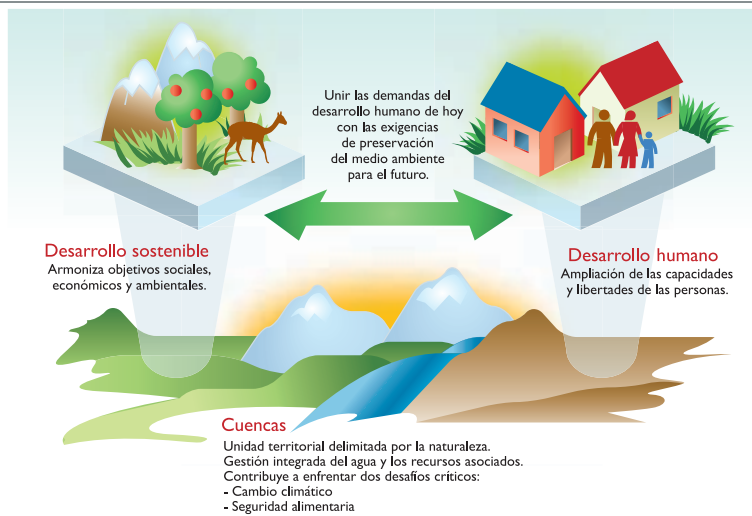 Unir las demandas del
desarrollo humano de hoy
con las exigencias
de preservación
del medio ambiente
para el futuro.
Desarrollo sostenible
Armoniza objetivos sociales,
económicos y ambientales.
Desarrollo humano
Ampliación de las capacidades
y libertades de las personas.
Cuencas
Unidad territorial delimitada por la naturaleza.
Gestión integrada del agua y los recursos asociados.
Contribuye a enfrentar dos desafíos críticos:
- Cambio climático
- Seguridad alimentaria